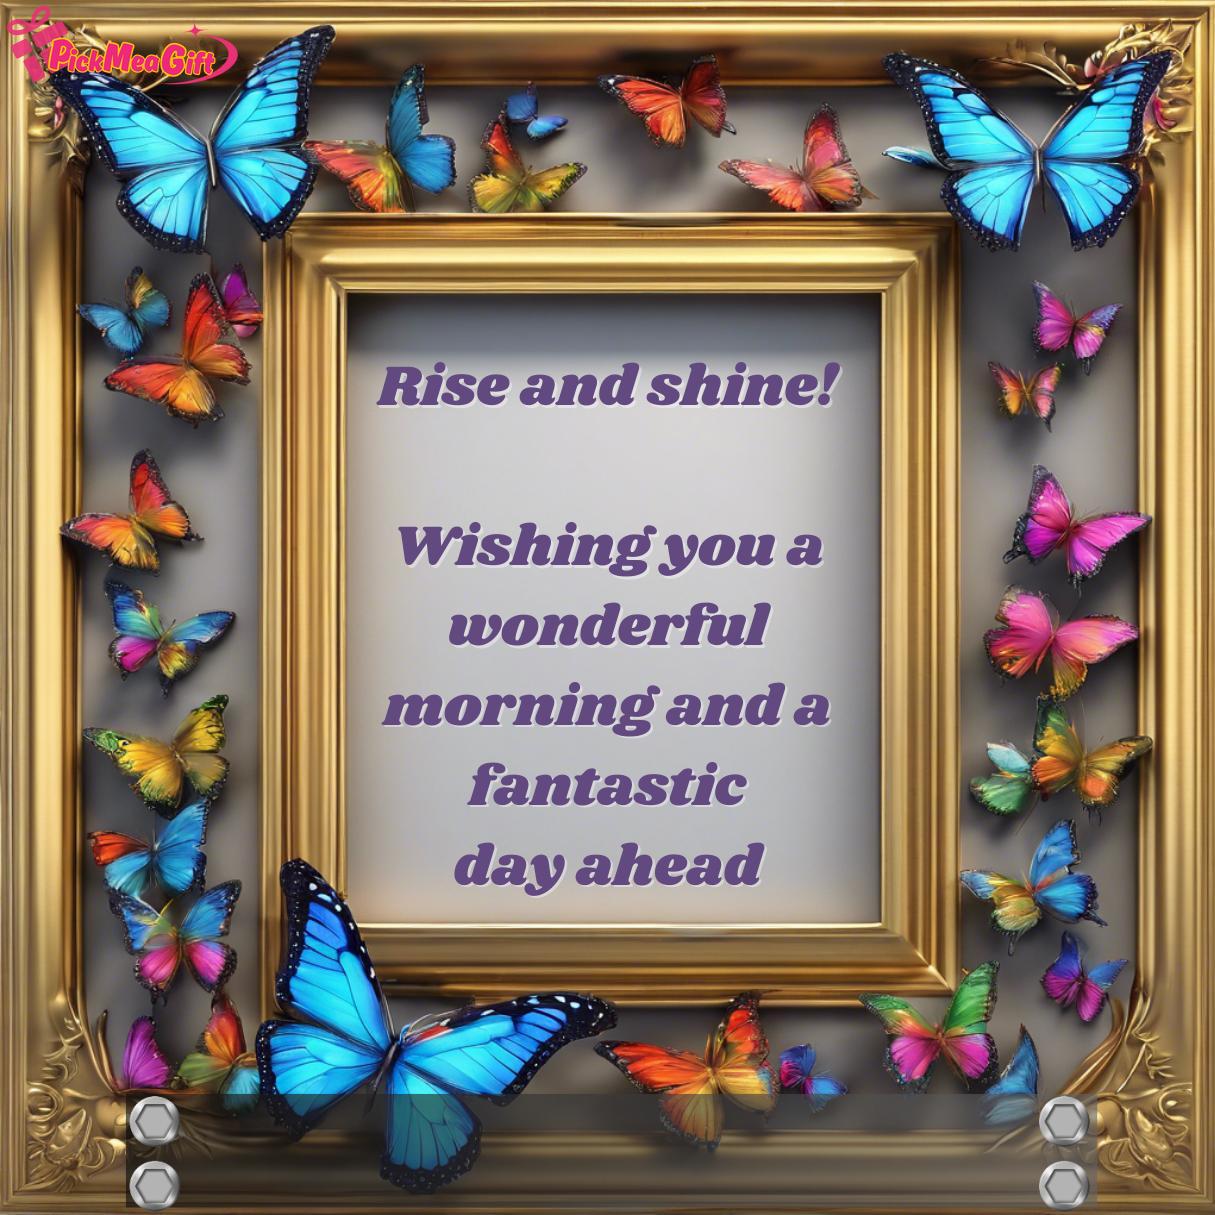 PickMeaGift
Rise and shine!
Wishing you a
wonderful
morning and a
fantastic
day ahead